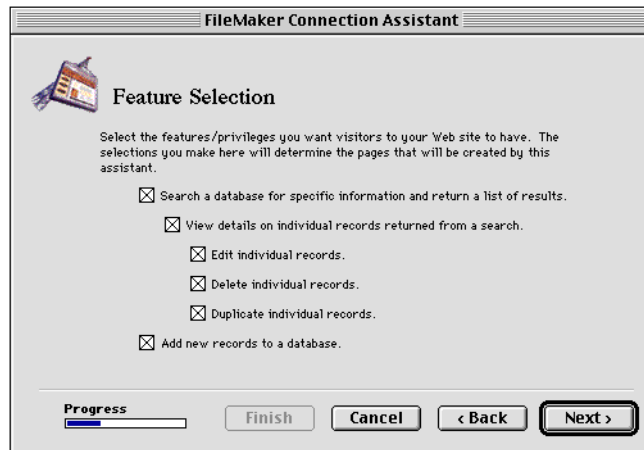 FileMaker Connection Assistant
Feature Selection
Select the features/privileges you want visitors to your Web site to have. The
selections you make here will determine the pages that will be created by this
assistant.
Search a database for specific information and return a list of results.
View details on individual records returned from a search.
Edit individual records.
Delete individual records.
Duplicate individual records.
Add new records to a database.
Progress
Finish Cancel < Back Next >